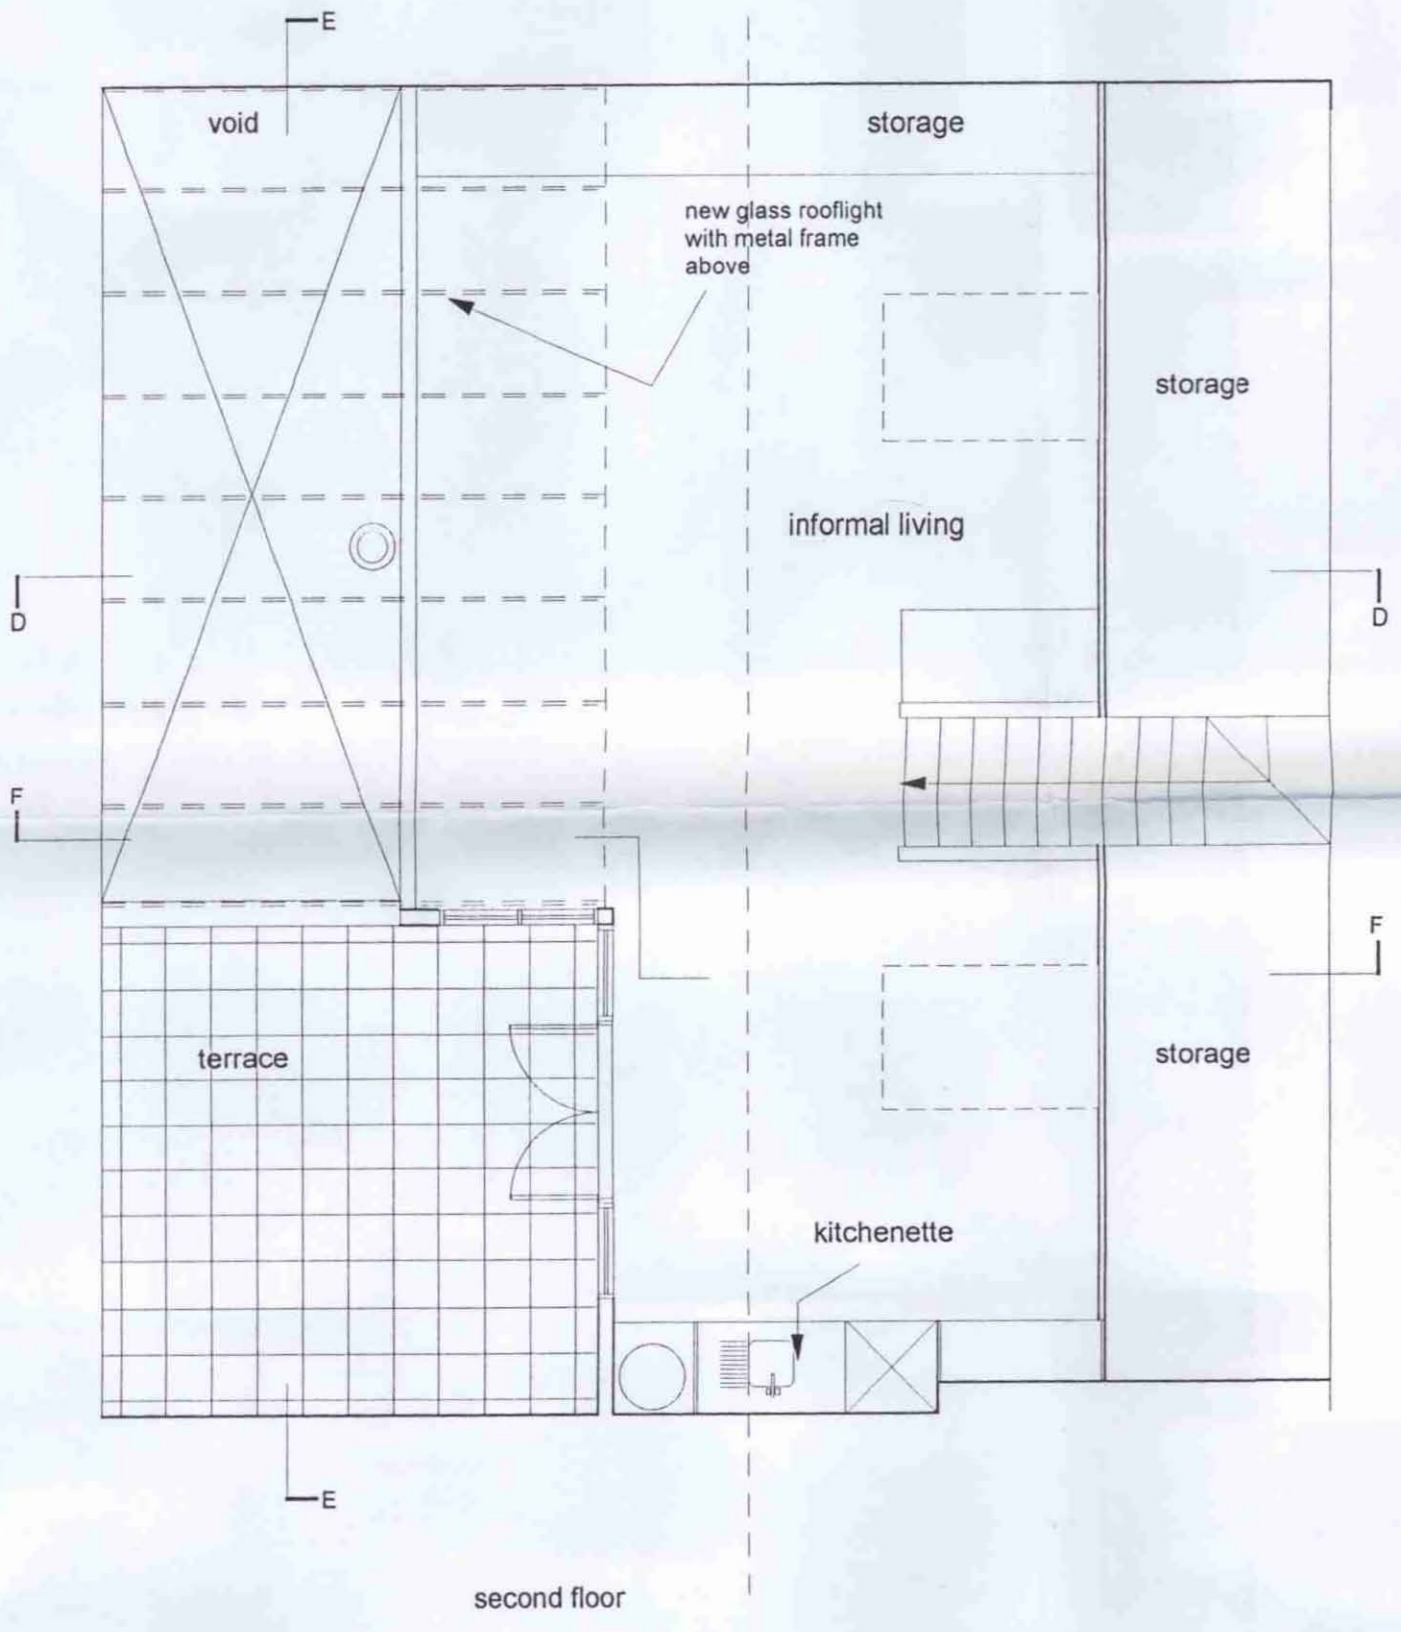 E
void
storage
new glass rooflight
with metal frame
above
storage
informal living
D
D
F
F
terrace
storage
kitchenette
E
second floor